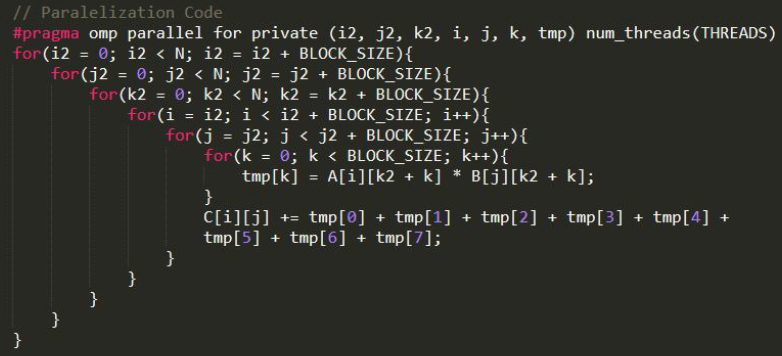 // Paralelization Code
#pragma omp parallel for private (i2, j2, k2, i, j, k, tmp) num_threads(THREADS)
for(i2 = 0; i2 < N; i2 = i2 + BLOCK_SIZE){
    for(j2 = 0; j2 < N; j2 = j2 + BLOCK_SIZE){
        for(k2 = 0; k2 < N; k2 = k2 + BLOCK_SIZE){
            for(i = i2; i < i2 + BLOCK_SIZE; i++){
                for(j = j2; j < j2 + BLOCK_SIZE; j++){
                    for(k = 0; k < BLOCK_SIZE; k++){
                        tmp[k] = A[i][k2 + k] * B[j][k2 + k];
                    }
                    C[i][j] += tmp[0] + tmp[1] + tmp[2] + tmp[3] + tmp[4] +
                    tmp[5] + tmp[6] + tmp[7];
                }
            }
        }
    }
}